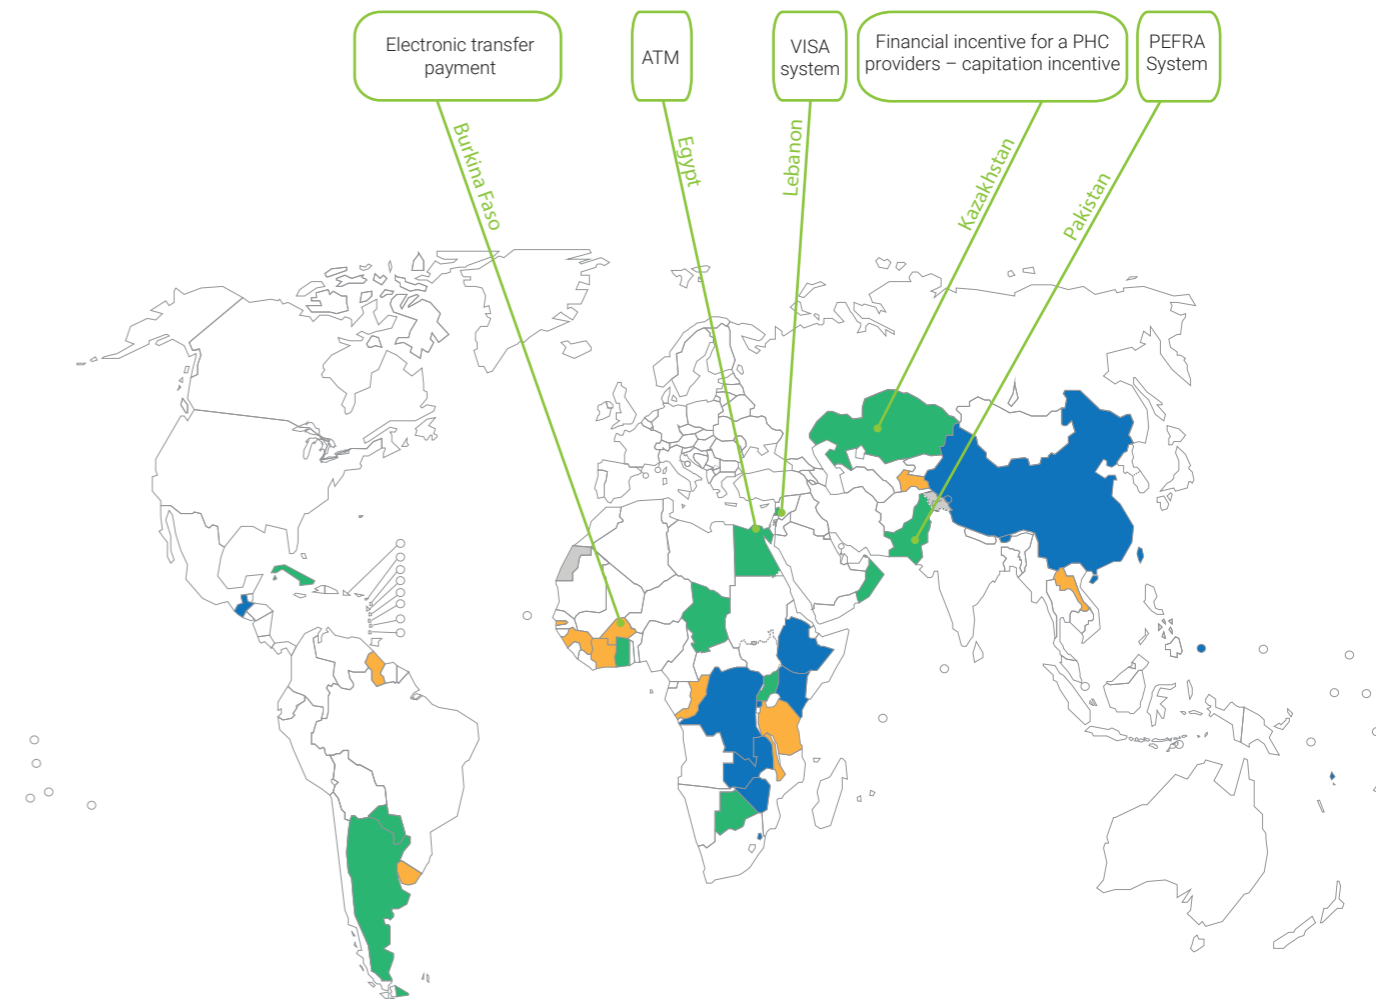 Electronic transfer
payment
ATM
VISA
system
Financial incentive for a PHC
providers – capitation incentive
PEFRA
System
Burkina Faso
Egypt
Lebanon
Kazakhstan
Pakistan